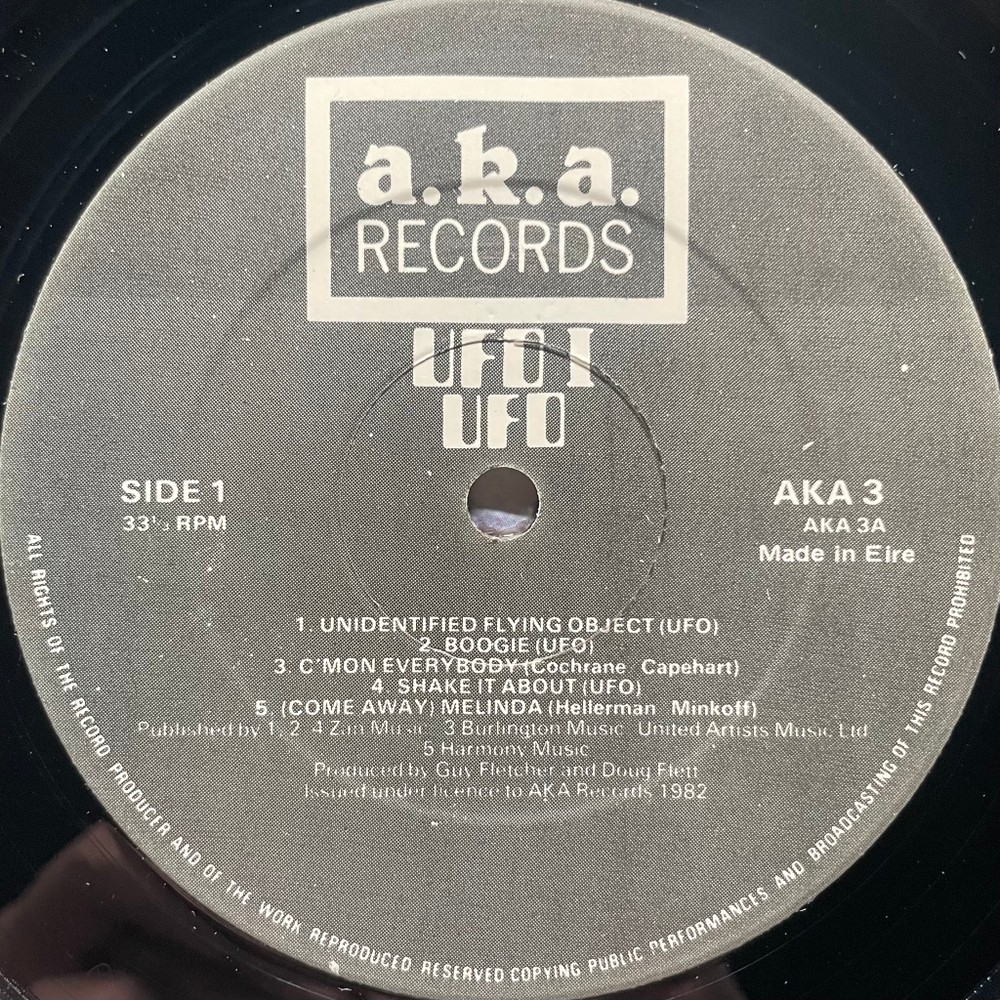 a.k.a.
RECORDS
UFO I
UFO
SIDE 1
33⅓ RPM
AKA 3
AKA 3A
Made in Eire
1. UNIDENTIFIED FLYING OBJECT (UFO)
2. BOOGIE (UFO)
3. C'MON EVERYBODY (Cochrane Capehart)
4. SHAKE IT ABOUT (UFO)
5. (COME AWAY) MELINDA (Hellerman Minkoff)
Published by 1, 2 4 Zan Music 3 Burlington Music United Artists Music Ltd
5 Harmony Music
Produced by Guy Fletcher and Doug Flett
Issued under licence to AKA Records 1982
ALL RIGHTS OF THE RECORD PRODUCER AND OF THE WORK REPRODUCED RESERVED COPYING PUBLIC PERFORMANCES AND BROADCASTING OF THIS RECORD PROHIBITED